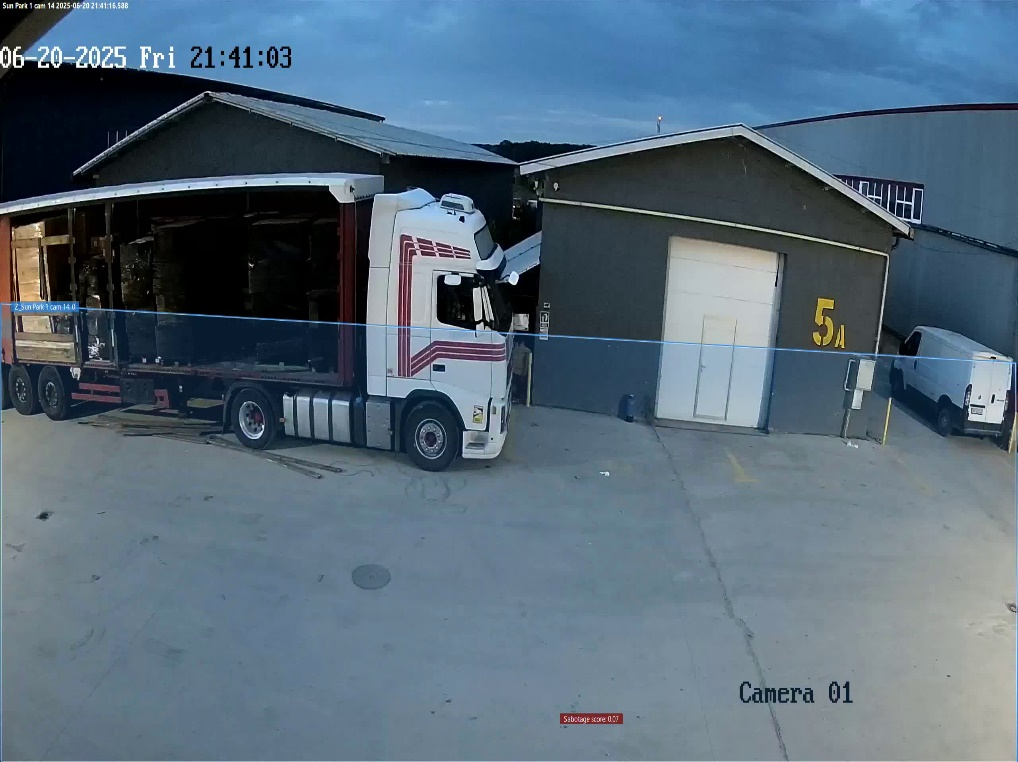 Sun Park 1 cam 14 2025-06-20 21:41:16.588
06-20-2025 Fri 21:41:03
Z_Sun Park 1 cam 14: 0
5A
Camera 01
Sabotage score: 0.07